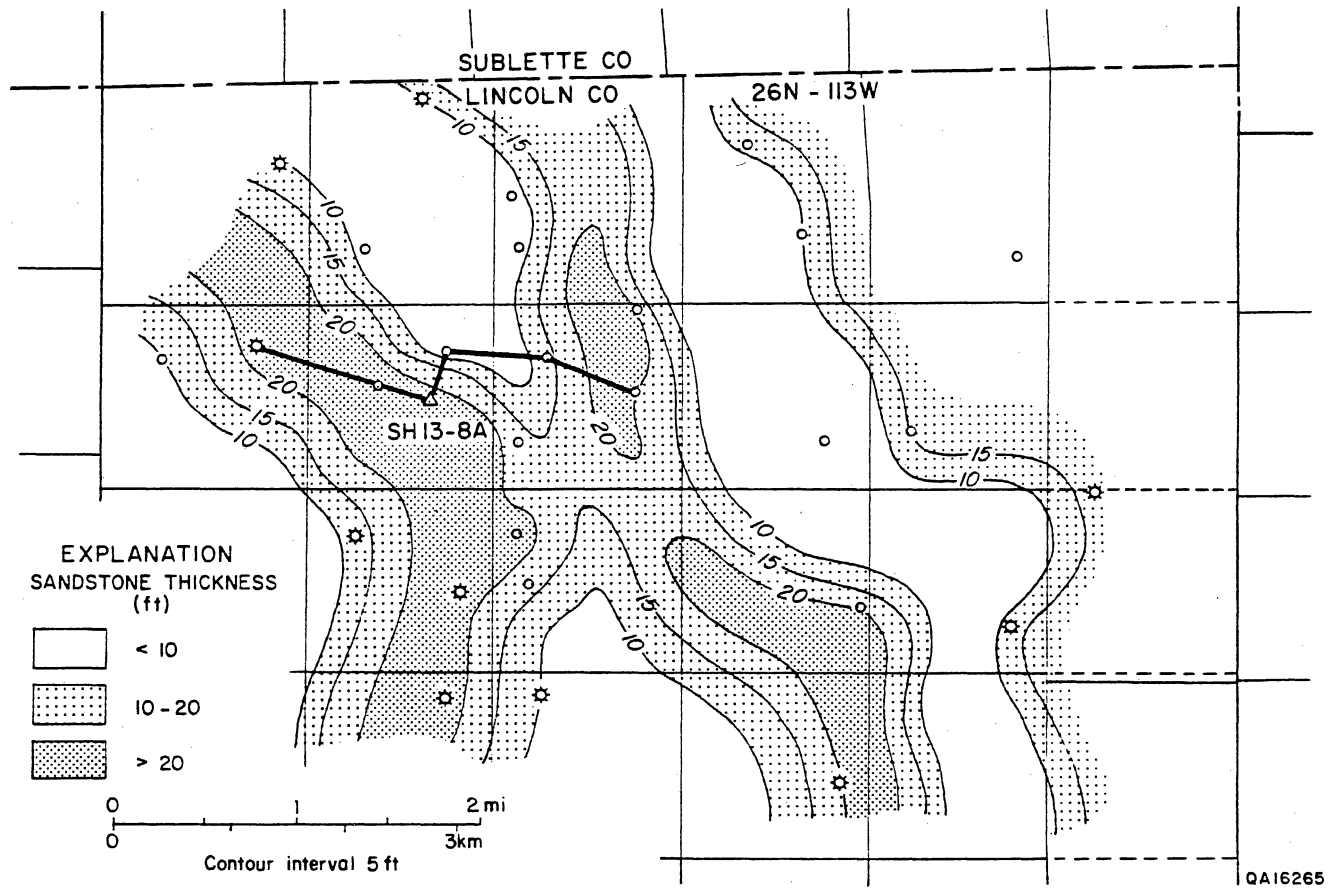 SUBLETTE CO
LINCOLN CO
26N - 113W
10
15
10
15
20
20
15
10
20
SH13-8A
15
10
10
15
20
15
10
EXPLANATION
SANDSTONE THICKNESS
(ft)
< 10
10-20
> 20
0 1 2 mi
0 3km
Contour interval 5 ft
QA16265